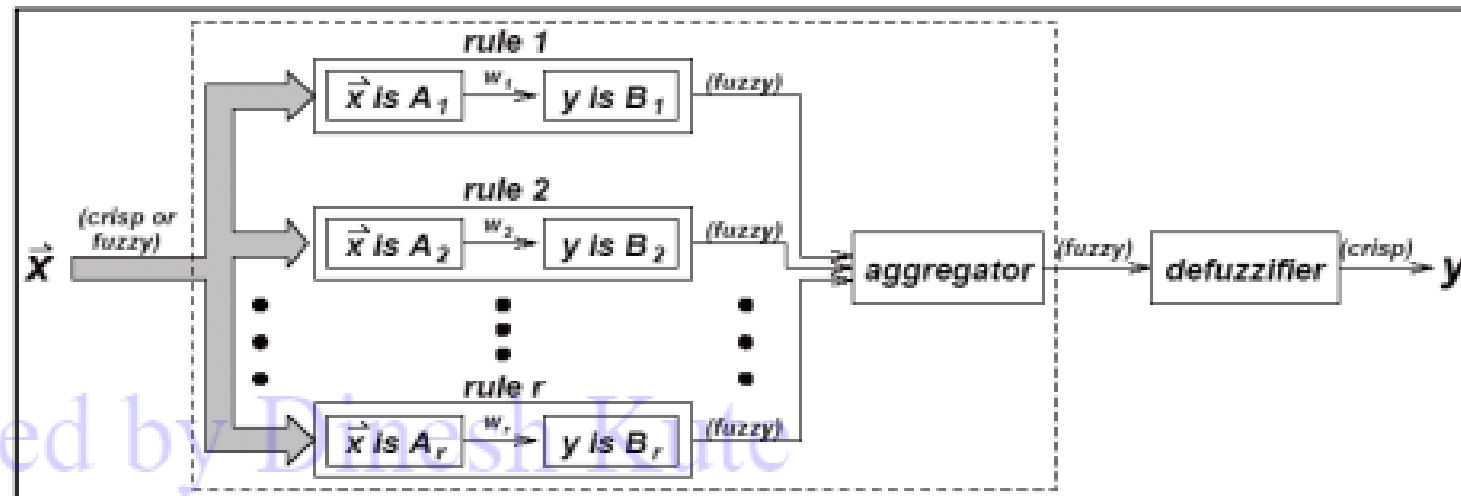 rule 1
x⃗ is A₁ w₁ y is B₁ (fuzzy)
rule 2
(crisp or
fuzzy)
x⃗
x⃗ is A₂ w₂ y is B₂ (fuzzy)
aggregator (fuzzy) defuzzifier (crisp) y
rule r
x⃗ is Aᵣ wᵣ y is Bᵣ (fuzzy)
ed by Dinesh Kute